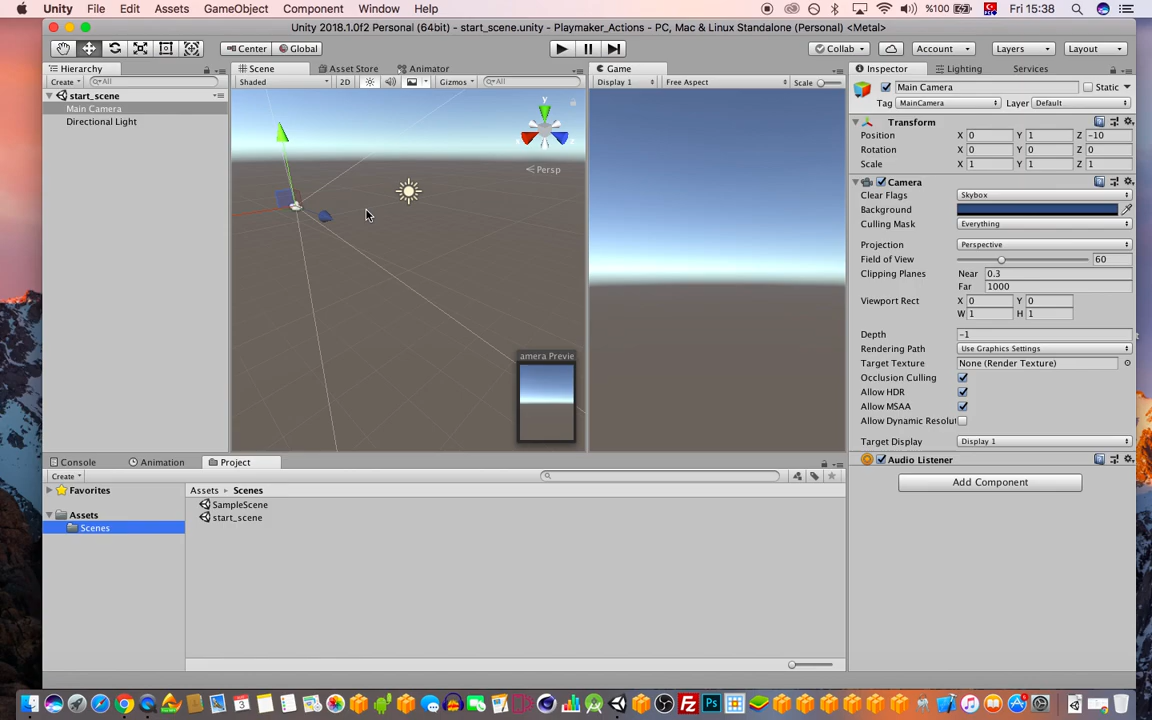 Unity File Edit Assets GameObject Component Window Help %100 Fri 15:38
Unity 2018.1.0f2 Personal (64bit) - start_scene.unity - Playmaker_Actions - PC, Mac & Linux Standalone (Personal) <Metal>
Center Global Collab Account Layers Layout
Hierarchy Scene Asset Store Animator Game Inspector Lighting Services
Create All Shaded 2D Gizmos All Display 1 Free Aspect Scale
start_scene
Main Camera
Directional Light
y
Persp
amera Previe
Main Camera Static
Tag MainCamera Layer Default
Transform
Position X 0 Y 1 Z -10
Rotation X 0 Y 0 Z 0
Scale X 1 Y 1 Z 1
Camera
Clear Flags Skybox
Background
Culling Mask Everything
Projection Perspective
Field of View 60
Clipping Planes Near 0.3
Far 1000
Viewport Rect X 0 Y 0
W 1 H 1
Depth -1
Rendering Path Use Graphics Settings
Target Texture None (Render Texture)
Occlusion Culling
Allow HDR
Allow MSAA
Allow Dynamic Resolut
Target Display Display 1
Audio Listener
Add Component
Console Animation Project
Create
Favorites
Assets
Scenes
Assets Scenes
SampleScene
start_scene
3
Ps
Fz